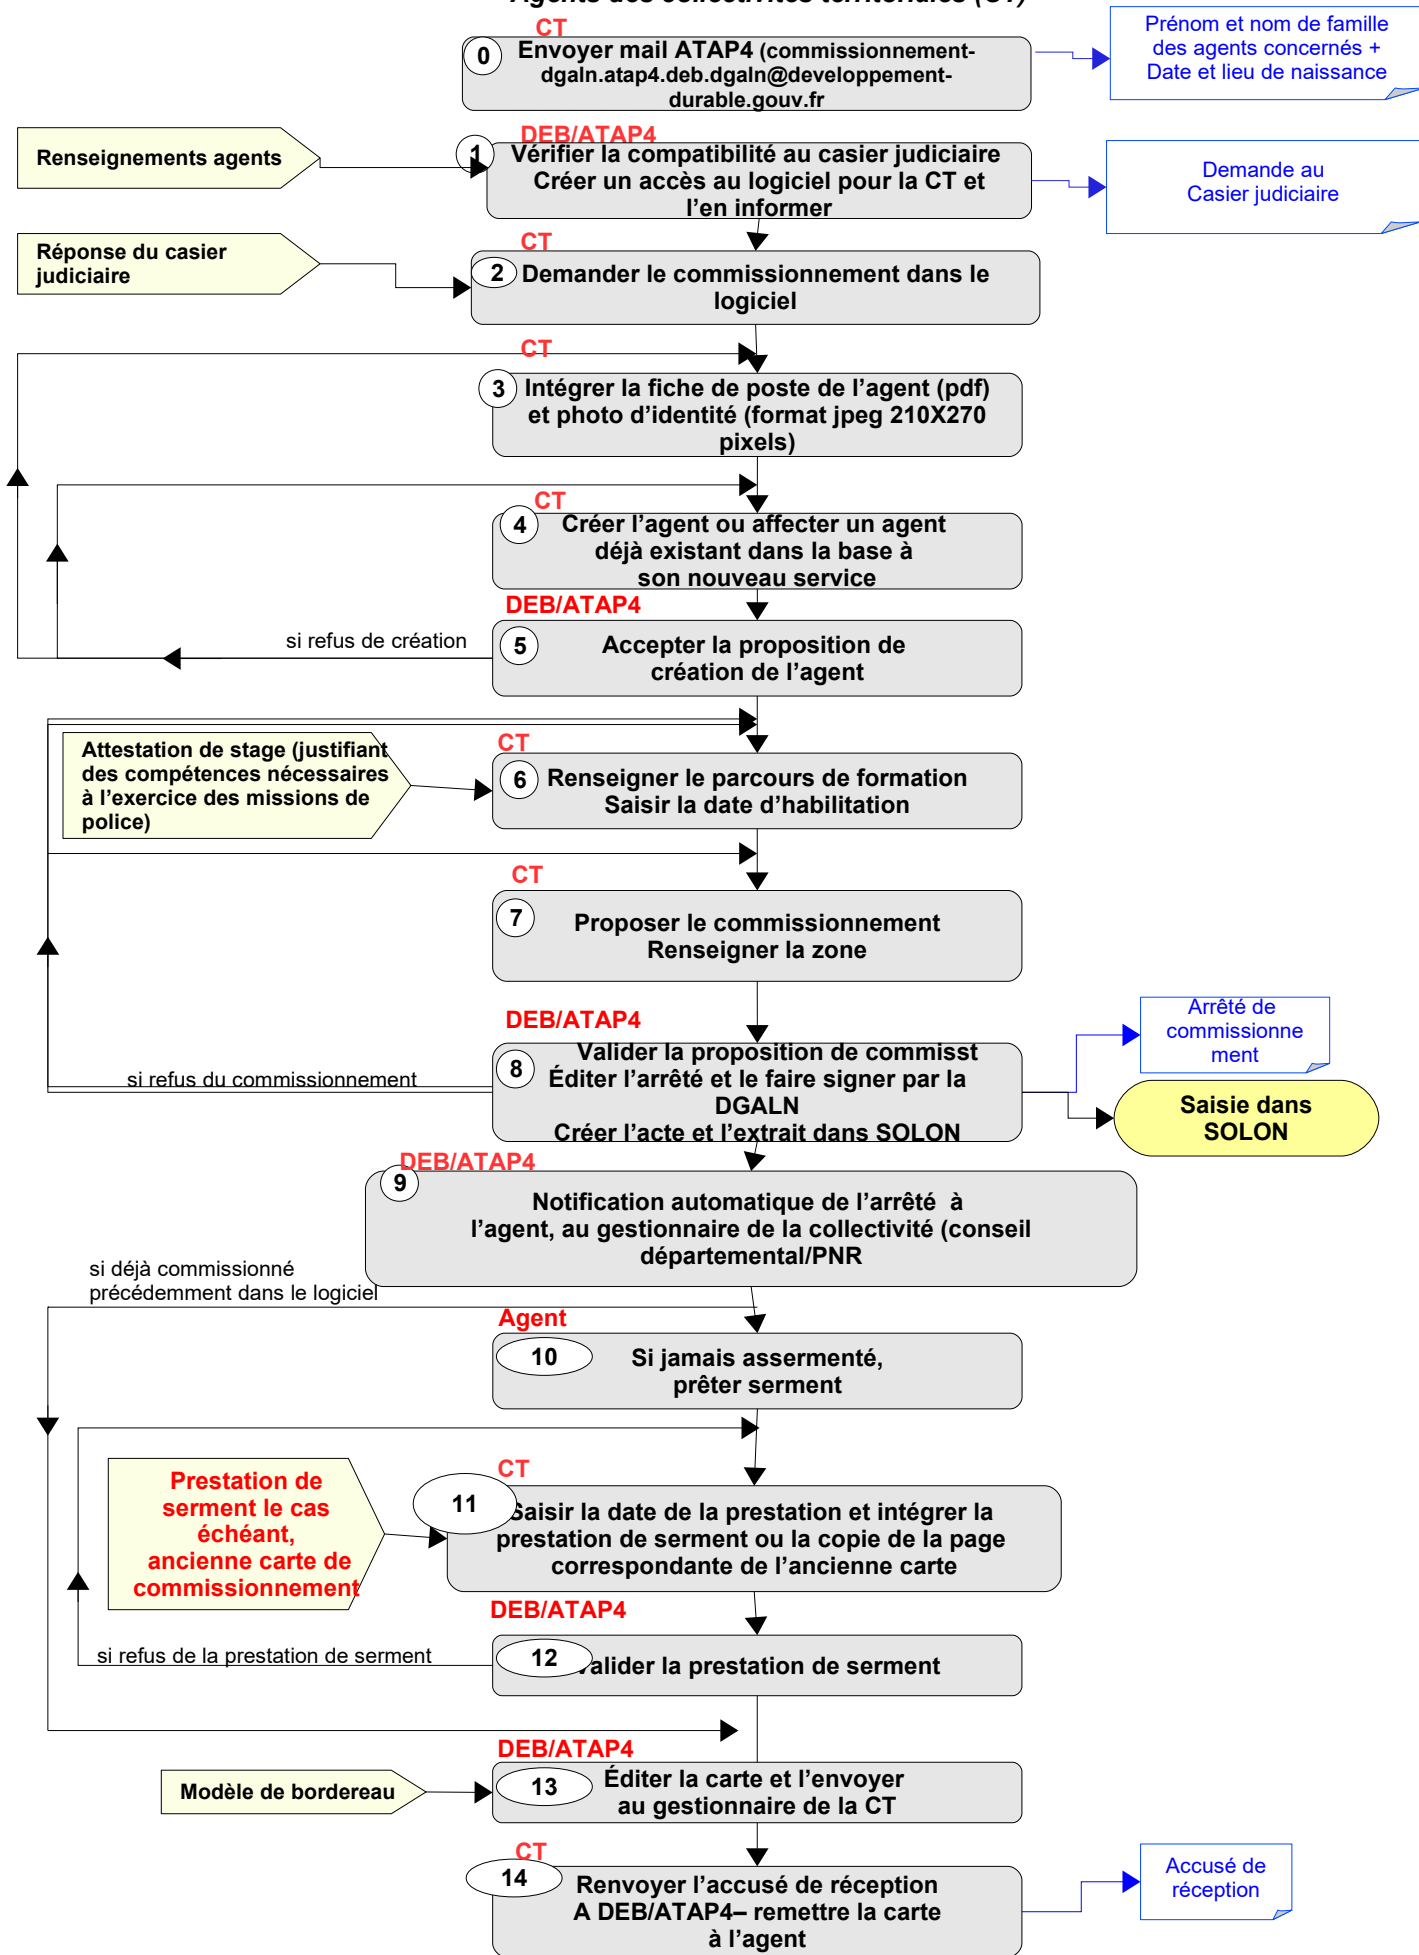 Agents des collectivités territoriales (CT)
CT
0
Envoyer mail ATAP4 (commissionnement-
dgaln.atap4.deb.dgaln@developpement-
durable.gouv.fr
Prénom et nom de famille
des agents concernés +
Date et lieu de naissance
Renseignements agents
DEB/ATAP4
1
Vérifier la compatibilité au casier judiciaire
Créer un accès au logiciel pour la CT et
l’en informer
Demande au
Casier judiciaire
Réponse du casier
judiciaire
CT
2
Demander le commissionnement dans le
logiciel
CT
3
Intégrer la fiche de poste de l’agent (pdf)
et photo d’identité (format jpeg 210X270
pixels)
CT
4
Créer l’agent ou affecter un agent
déjà existant dans la base à
son nouveau service
DEB/ATAP4
si refus de création
5
Accepter la proposition de
création de l’agent
Attestation de stage (justifiant
des compétences nécessaires
à l’exercice des missions de
police)
CT
6
Renseigner le parcours de formation
Saisir la date d’habilitation
CT
7
Proposer le commissionnement
Renseigner la zone
DEB/ATAP4
si refus du commissionnement
8
Valider la proposition de commisst
Éditer l’arrêté et le faire signer par la
DGALN
Créer l’acte et l’extrait dans SOLON
Arrêté de
commissionne
ment
Saisie dans
SOLON
DEB/ATAP4
9
Notification automatique de l’arrêté à
l’agent, au gestionnaire de la collectivité (conseil
départemental/PNR
si déjà commissionné
précédemment dans le logiciel
Agent
10
Si jamais assermenté,
prêter serment
Prestation de
serment le cas
échéant,
ancienne carte de
commissionnement
CT
11
Saisir la date de la prestation et intégrer la
prestation de serment ou la copie de la page
correspondante de l’ancienne carte
DEB/ATAP4
si refus de la prestation de serment
12
Valider la prestation de serment
DEB/ATAP4
Modèle de bordereau
13
Éditer la carte et l’envoyer
au gestionnaire de la CT
CT
14
Renvoyer l’accusé de réception
A DEB/ATAP4– remettre la carte
à l’agent
Accusé de
réception